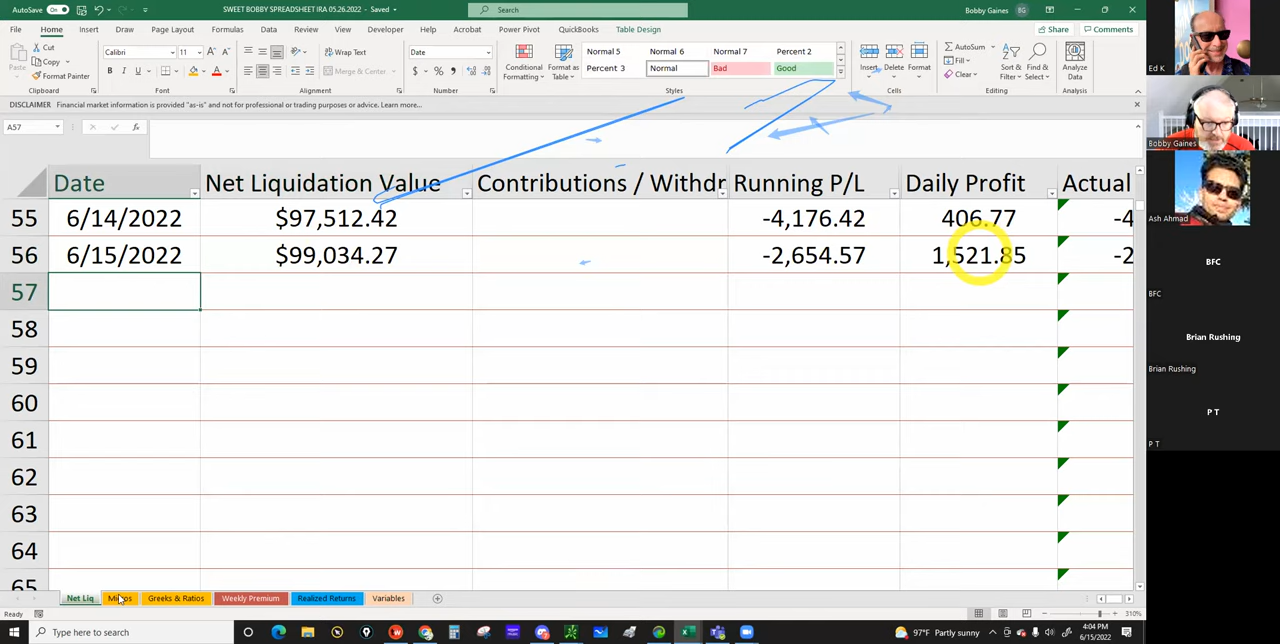 AutoSave On SWEET BOBBY SPREADSHEET IRA 05.26.2022 - Saved Search Bobby Gaines BG
File Home Insert Draw Page Layout Formulas Data Review View Developer Help Acrobat Power Pivot QuickBooks Table Design Share Comments
Cut Calibri 11 Wrap Text Date Normal 5 Normal 6 Normal 7 Percent 2 AutoSum
Copy Fill
Paste Format Painter Merge & Center Conditional Formatting Format as Table Percent 3 Normal Bad Good Insert Delete Format Clear Sort & Filter Find & Select Analyze Data
Clipboard Font Alignment Number Styles Cells Editing Analysis
DISCLAIMER Financial market information is provided "as-is" and not for professional or trading purposes or advice. Learn more...
A57 fx
Date Net Liquidation Value Contributions / Withdr Running P/L Daily Profit Actual
55 6/14/2022 $97,512.42 -4,176.42 406.77 -4
56 6/15/2022 $99,034.27 -2,654.57 1,521.85 -2
57
58
59
60
61
62
63
64
65
Net Liq Greeks & Ratios Weekly Premium Realized Returns Variables
Ready 310%
Type here to search 97°F Partly sunny 4:04 PM
6/15/2022
Ed K
Bobby Gaines
Ash Ahmad
BFC
BFC
Brian Rushing
Brian Rushing
P T
P T